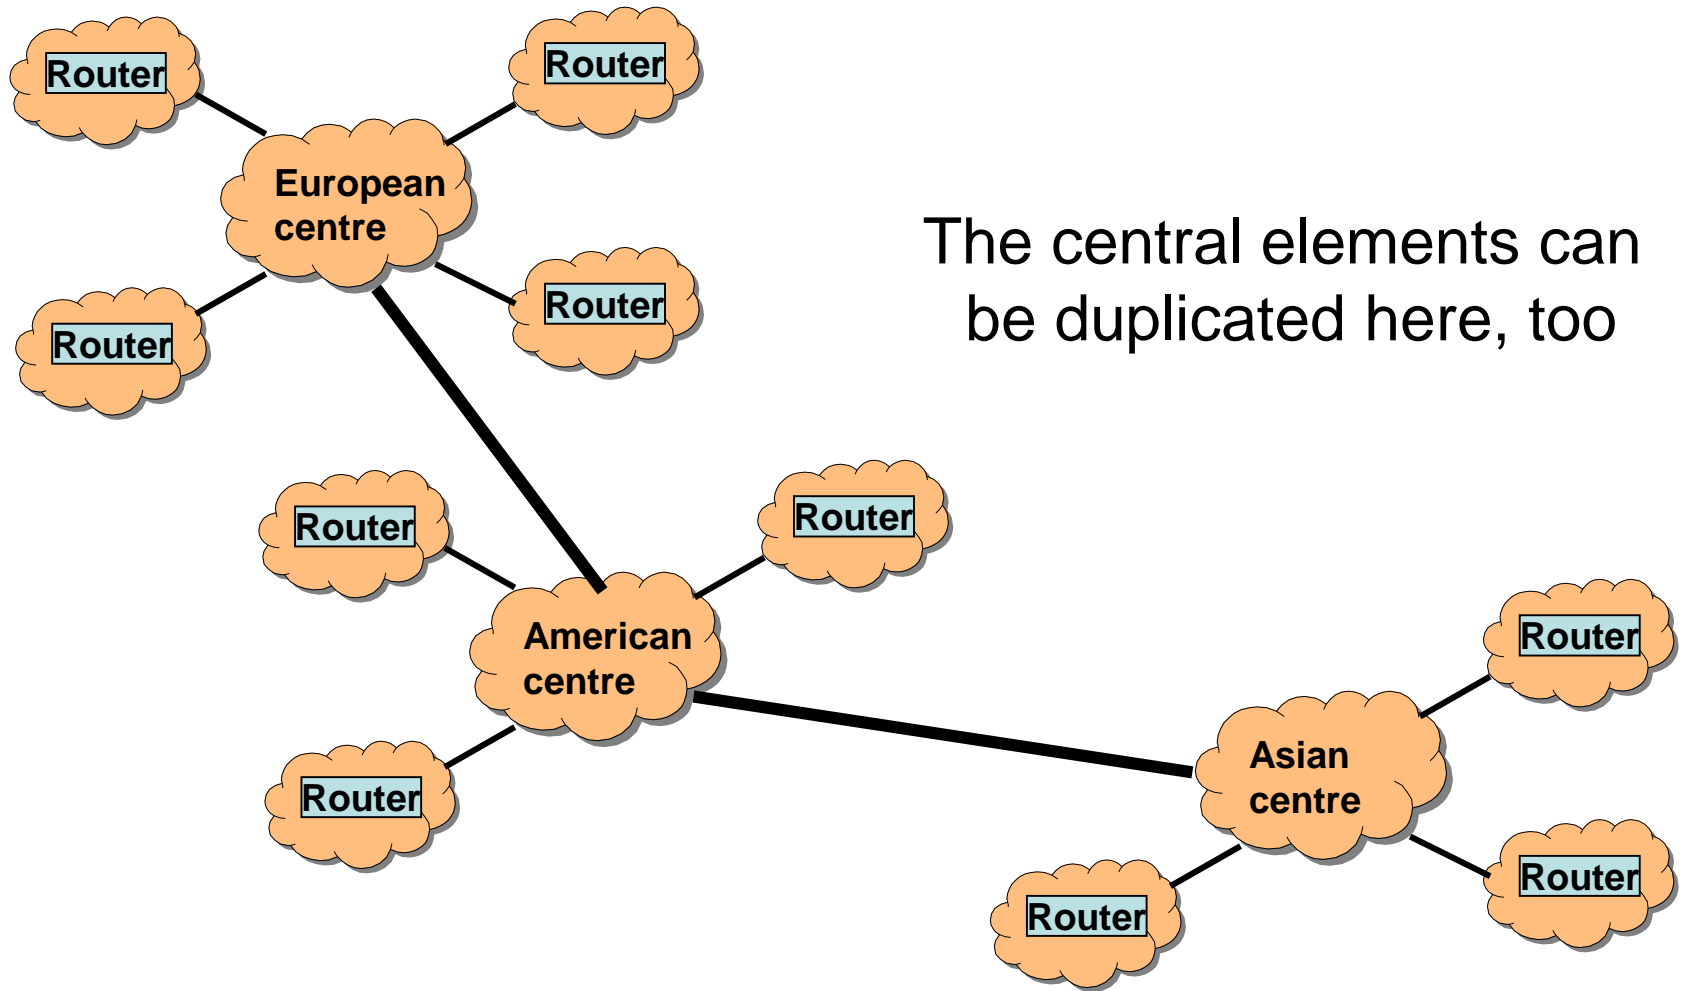 Router
Router
European
centre
Router
Router
The central elements can
be duplicated here, too
Router
Router
American
centre
Router
Router
Asian
centre
Router
Router